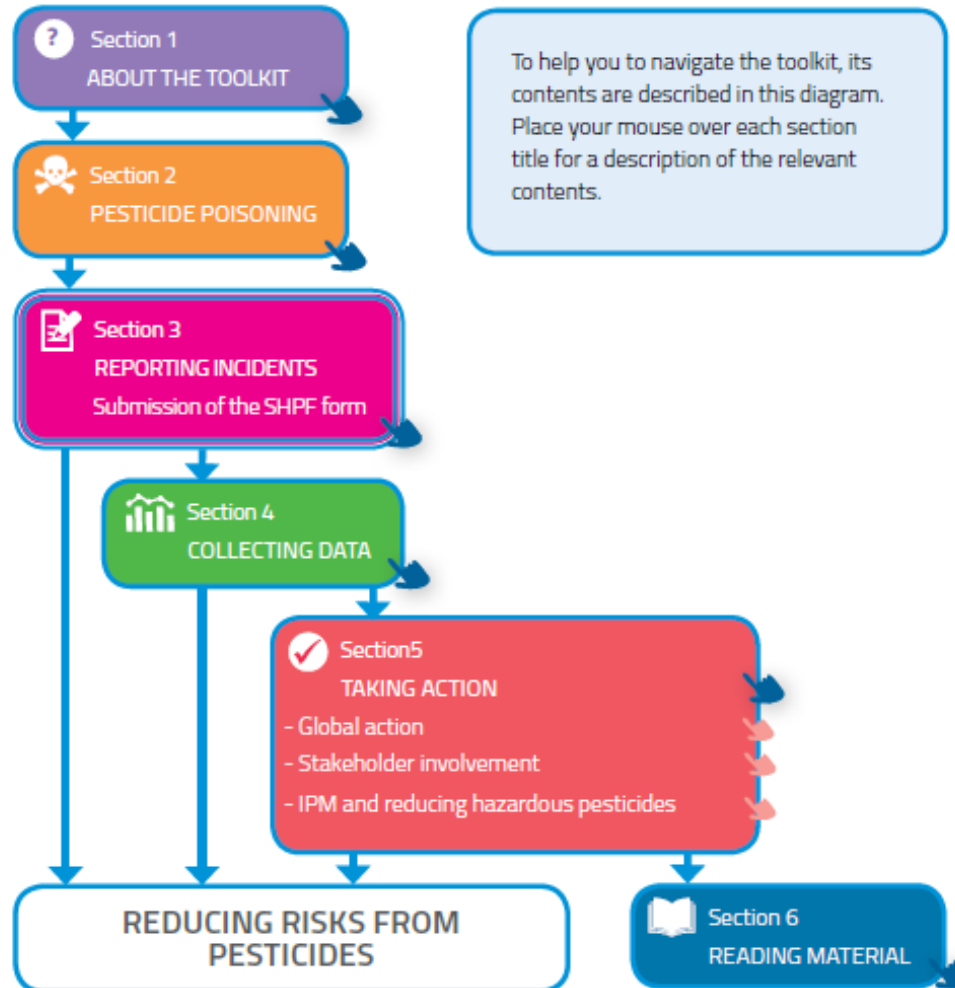 ?
Section 1
ABOUT THE TOOLKIT
To help you to navigate the toolkit, its
contents are described in this diagram.
Place your mouse over each section
title for a description of the relevant
contents.
Section 2
PESTICIDE POISONING
Section 3
REPORTING INCIDENTS
Submission of the SHPF form
Section 4
COLLECTING DATA
Section5
TAKING ACTION
- Global action
- Stakeholder involvement
- IPM and reducing hazardous pesticides
REDUCING RISKS FROM
PESTICIDES
Section 6
READING MATERIAL